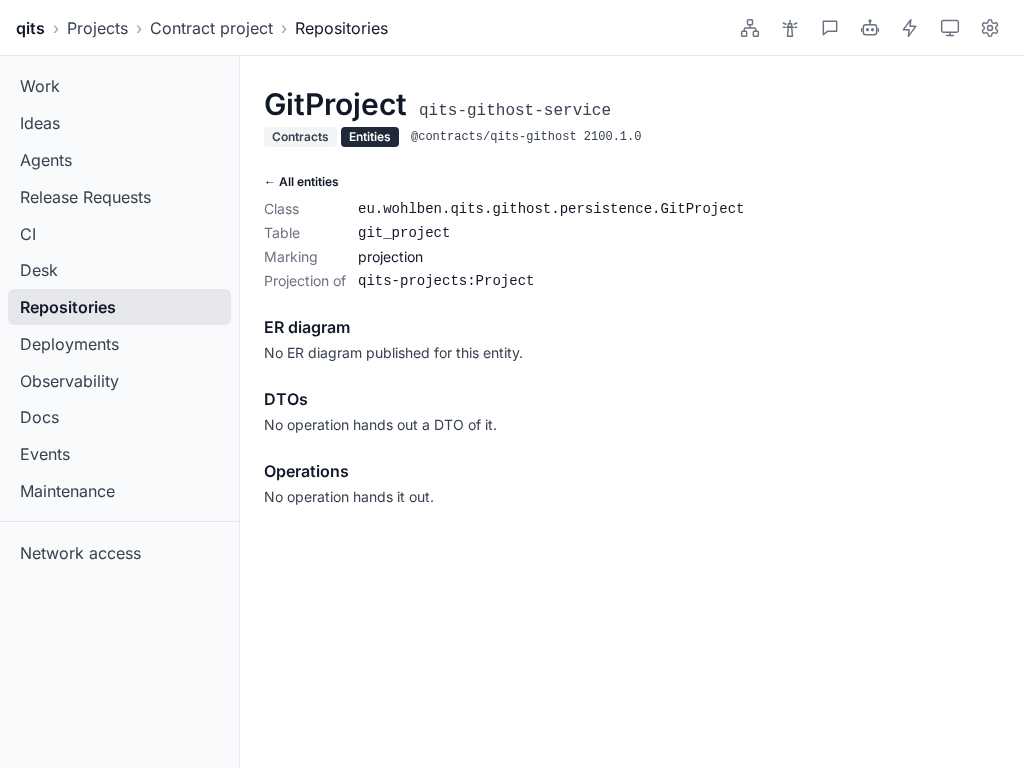 qits › Projects › Contract project › Repositories
Work
Ideas
Agents
Release Requests
CI
Desk
Repositories
Deployments
Observability
Docs
Events
Maintenance
Network access
GitProject qits-githost-service
Contracts Entities @contracts/qits-githost 2100.1.0
← All entities
Class eu.wohlben.qits.githost.persistence.GitProject
Table git_project
Marking projection
Projection of qits-projects:Project
ER diagram
No ER diagram published for this entity.
DTOs
No operation hands out a DTO of it.
Operations
No operation hands it out.